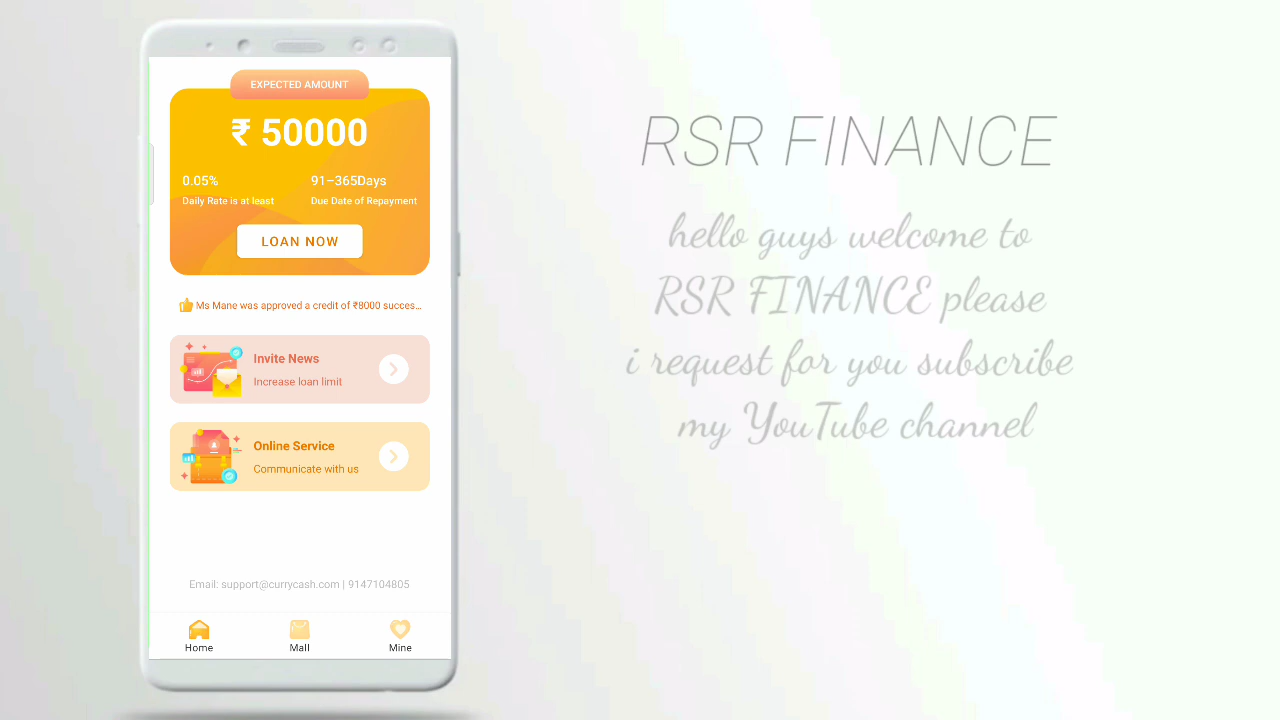 EXPECTED AMOUNT
₹ 50000
0.05%
91–365Days
Daily Rate is at least
Due Date of Repayment
LOAN NOW
Ms Mane was approved a credit of ₹8000 succes...
Invite News
Increase loan limit
Online Service
Communicate with us
Email: support@currycash.com | 9147104805
Home
Mall
Mine
RSR FINANCE
hello guys welcome to
RSR FINANCE please
i request for you subscribe
my YouTube channel